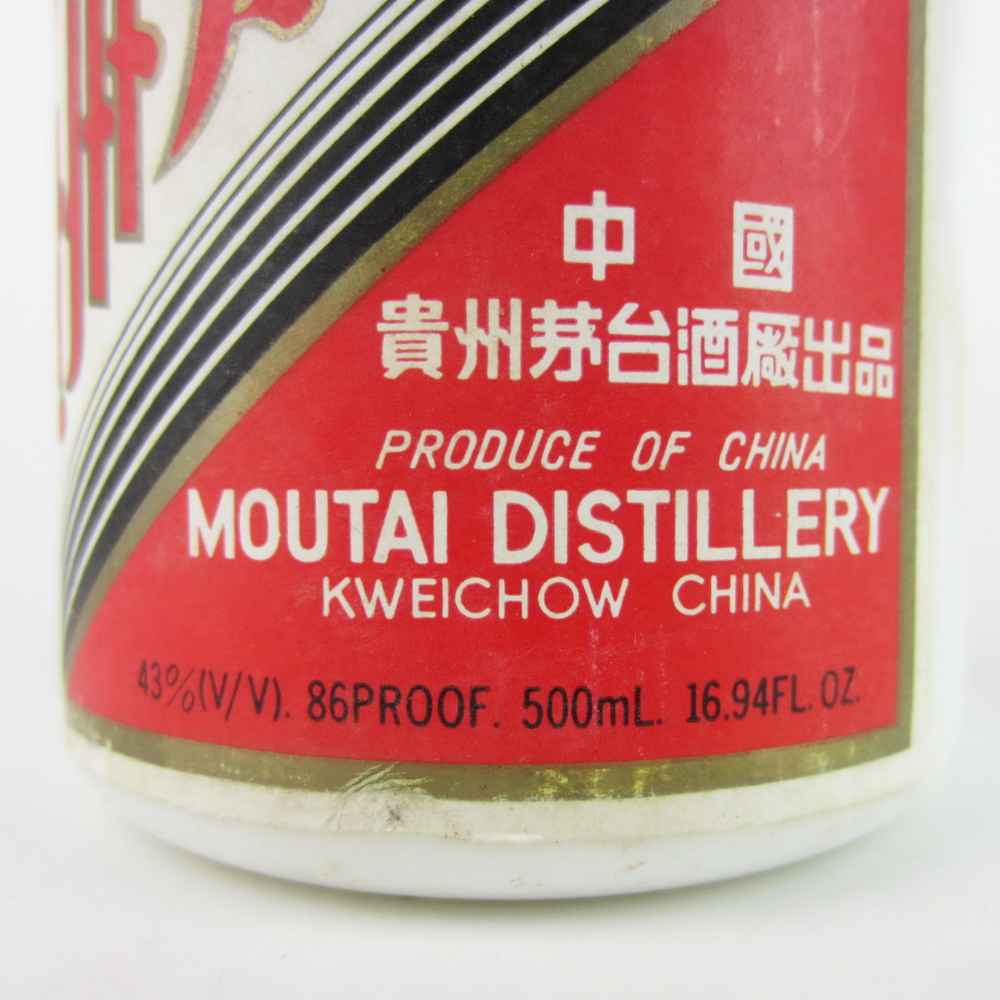 中國
貴州茅台酒廠出品
PRODUCE OF CHINA
MOUTAI DISTILLERY
KWEICHOW CHINA
43%(V/V). 86PROOF. 500mL. 16.94FL.OZ.